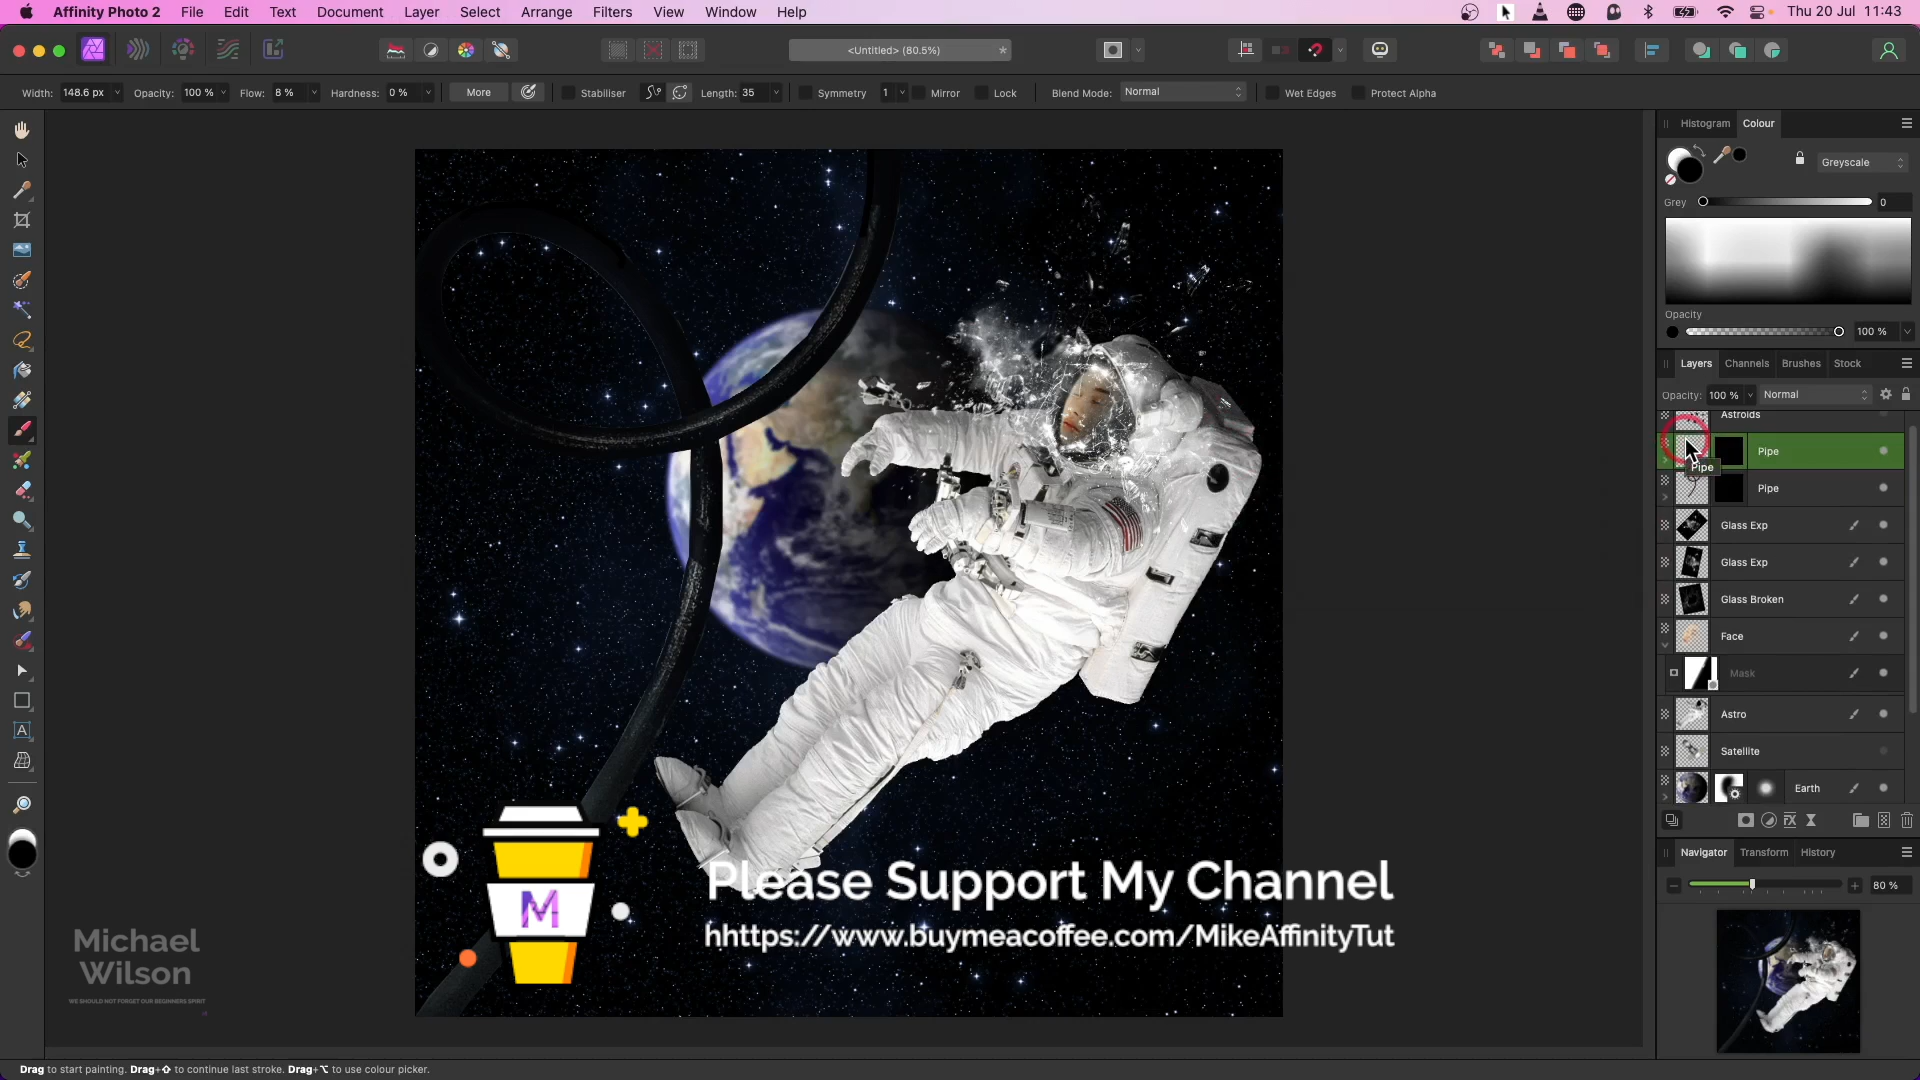 Affinity Photo 2 File Edit Text Document Layer Select Arrange Filters View Window Help Thu 20 Jul 11:43
<Untitled> (80.5%) *
Width: 148.6 px Opacity: 100 % Flow: 8 % Hardness: 0 % More Stabiliser Length: 35 Symmetry 1 Mirror Lock Blend Mode: Normal Wet Edges Protect Alpha
Histogram Colour
Greyscale
Grey 0
Opacity
100 %
Layers Channels Brushes Stock
Opacity: 100 % Normal
Astroids
Pipe
Pipe
Pipe
Glass Exp
Glass Exp
Glass Broken
Face
Mask
Astro
Satellite
Earth
Navigator Transform History
80 %
M
Please Support My Channel
hhttps://www.buymeacoffee.com/MikeAffinityTut
Michael
Wilson
WE SHOULD NOT FORGET OUR BEGINNERS SPIRIT
Drag to start painting. Drag+⇧ to continue last stroke. Drag+⌥ to use colour picker.